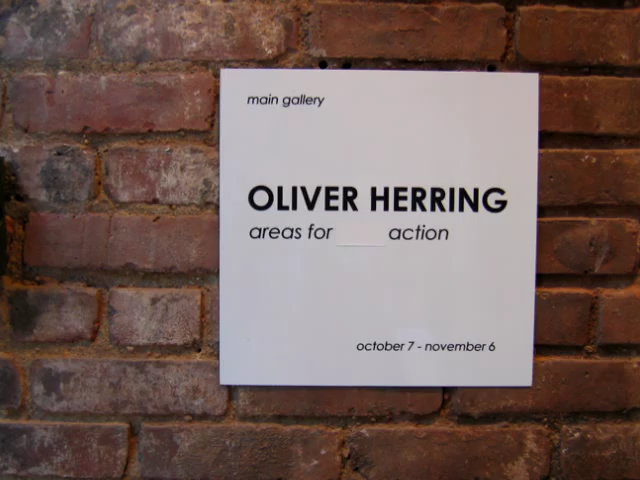 main gallery
OLIVER HERRING
areas for action
october 7 - november 6